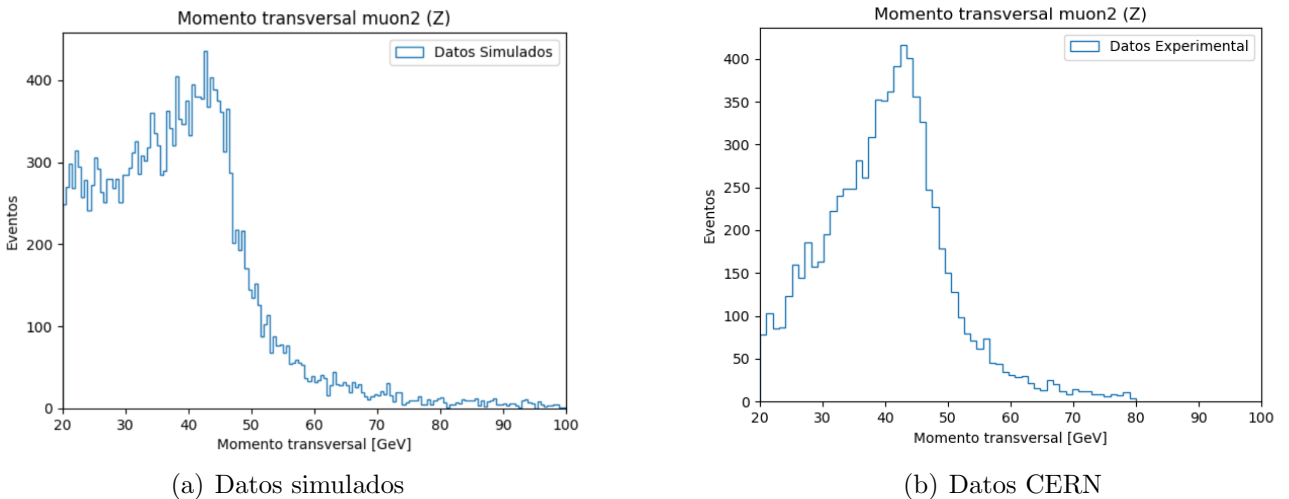 Momento transversal muon2 (Z)
Datos Simulados
Eventos
400
300
200
100
0
20 30 40 50 60 70 80 90 100
Momento transversal [GeV]
(a) Datos simulados
Momento transversal muon2 (Z)
Datos Experimental
Eventos
400
350
300
250
200
150
100
50
0
20 30 40 50 60 70 80 90 100
Momento transversal [GeV]
(b) Datos CERN